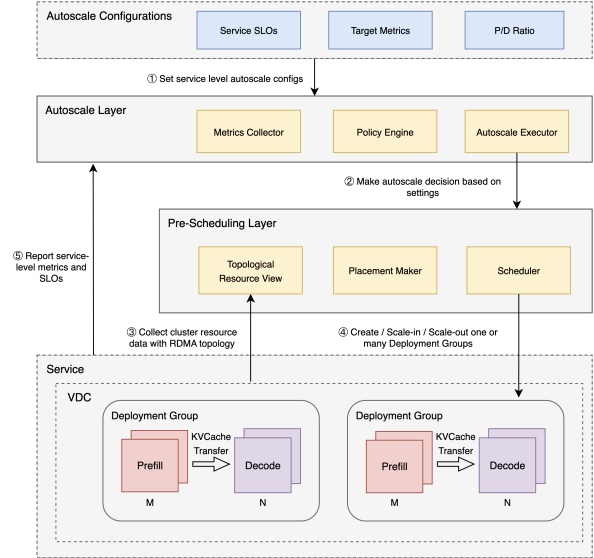 Autoscale Configurations
Service SLOs
Target Metrics
P/D Ratio
① Set service level autoscale configs
Autoscale Layer
Metrics Collector
Policy Engine
Autoscale Executor
② Make autoscale decision based on
settings
Pre-Scheduling Layer
Topological
Resource View
Placement Maker
Scheduler
⑤ Report service-
level metrics and
SLOs
③ Collect cluster resource
data with RDMA topology
④ Create / Scale-in / Scale-out one or
many Deployment Groups
Service
VDC
Deployment Group
KVCache
Transfer
Prefill
Decode
M
N
Deployment Group
KVCache
Transfer
Prefill
Decode
M
N